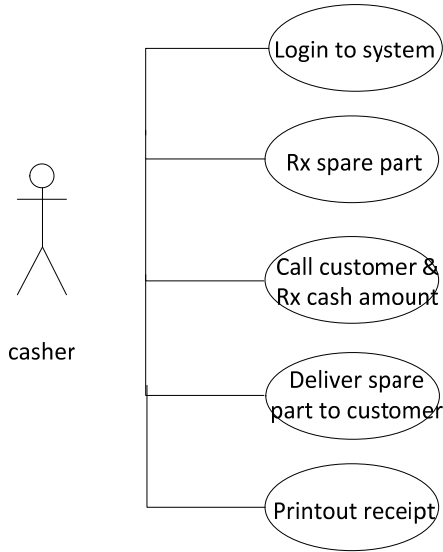 Login to system
Rx spare part
Call customer &
Rx cash amount
casher
Deliver spare
part to customer
Printout receipt